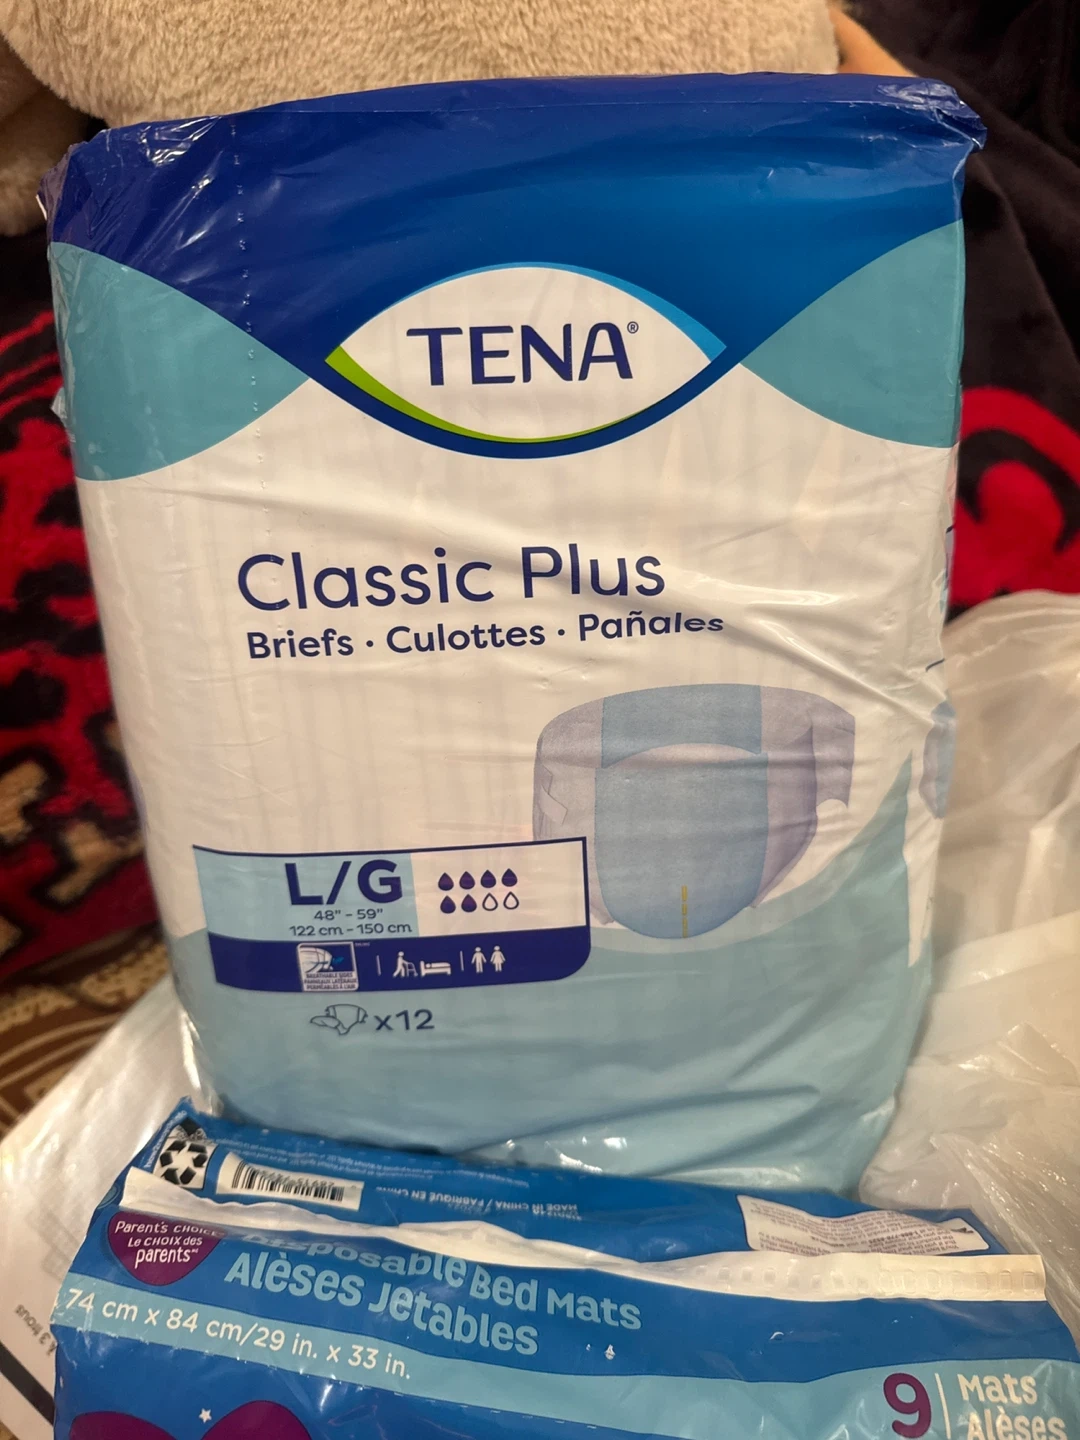 TENA®
Classic Plus
Briefs · Culottes · Pañales
L/G
48" - 59"
122 cm - 150 cm
BREATHABLE SIDES
x12
MADE IN CHINA / FABRIQUÉ EN CHINE
Parent's CHOICE
Le CHOIX des
parents
Disposable Bed Mats
Alèses Jetables
74 cm x 84 cm/29 in. x 33 in.
9 Mats
Alèses